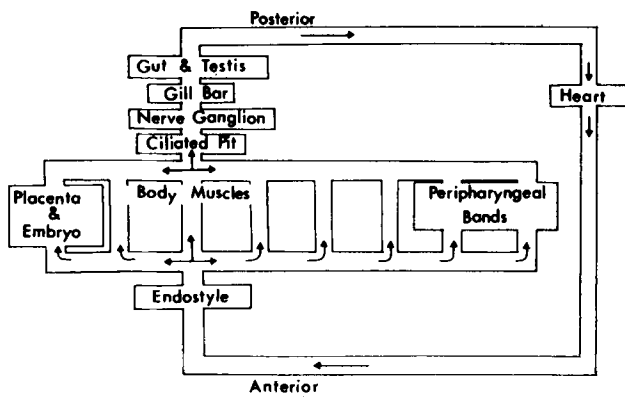 Posterior
Gut & Testis
Gill Bar
Nerve Ganglion
Ciliated Pit
Heart
Placenta
&
Embryo
Body Muscles
Peripharyngeal
Bands
Endostyle
Anterior